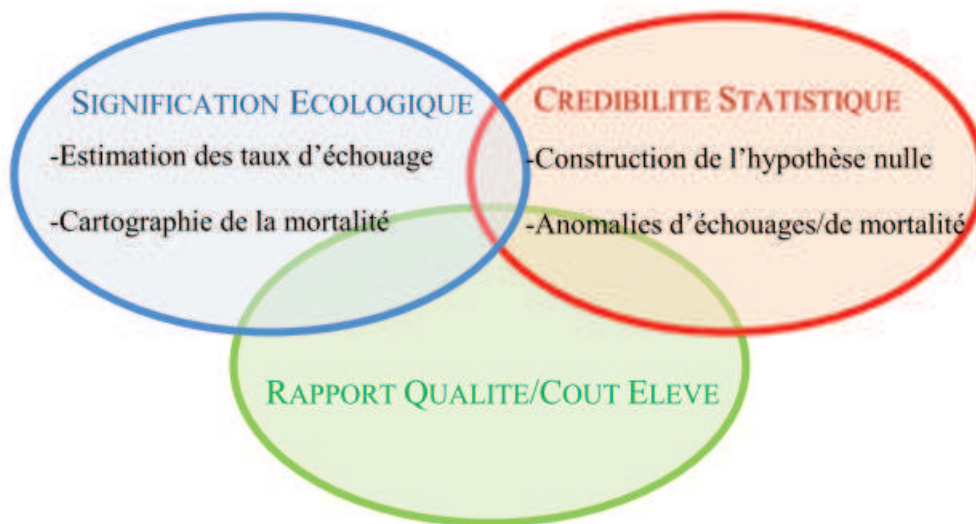 SIGNIFICATION ECOLOGIQUE
-Estimation des taux d'échouage
-Cartographie de la mortalité
CREDIBILITE STATISTIQUE
-Construction de l'hypothèse nulle
-Anomalies d'échouages/de mortalité
RAPPORT QUALITE/COUT ELEVE